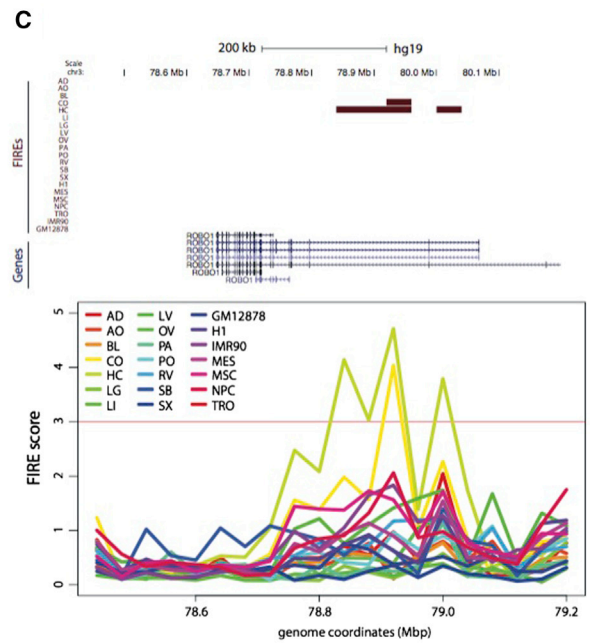 C
200 kb hg19
Scale
chr3: 78.6 Mb 78.7 Mb 78.8 Mb 78.9 Mb 80.0 Mb 80.1 Mb
FIREs
AD
AO
BL
CO
HC
LI
LG
LV
OV
PA
PO
RV
SB
SX
H1
MES
MSC
NPC
TRO
IMR90
GM12878
Genes
ROBO1
ROBO1
ROBO1
ROBO1
ROBO1
ROBO1
ROBO1
AD LV GM12878
AO OV H1
BL PA IMR90
CO PO MES
HC RV MSC
LG SB NPC
LI SX TRO
FIRE score
5
4
3
2
1
0
78.6 78.8 79.0 79.2
genome coordinates (Mbp)